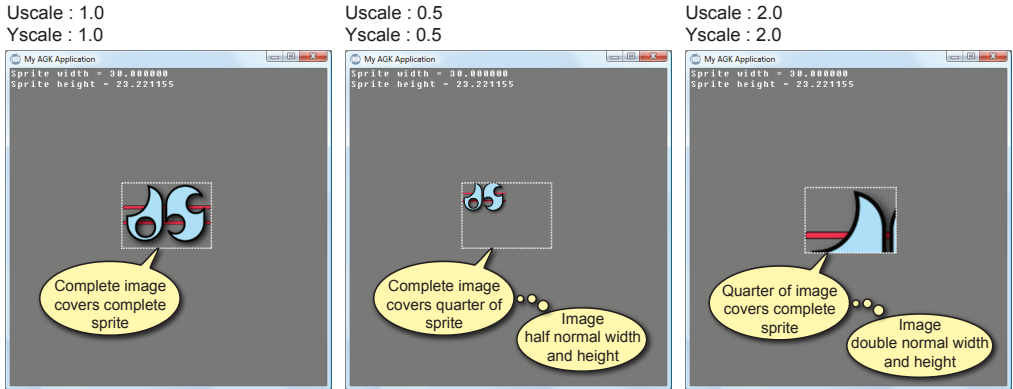 Uscale : 1.0
Yscale : 1.0
My AGK Application
Sprite width = 30.000000
Sprite height = 23.221155
Complete image
covers complete
sprite
Uscale : 0.5
Yscale : 0.5
My AGK Application
Sprite width = 30.000000
Sprite height = 23.221155
Complete image
covers quarter of
sprite
Image
half normal width
and height
Uscale : 2.0
Yscale : 2.0
My AGK Application
Sprite width = 30.000000
Sprite height = 23.221155
Quarter of image
covers complete
sprite
Image
double normal width
and height